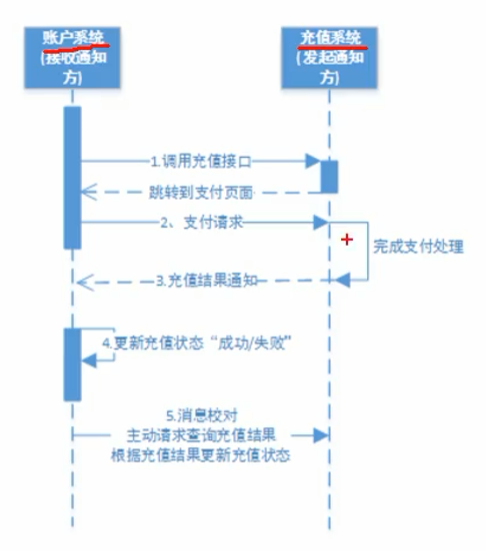 账户系统
(接收通知
方)
充值系统
(发起通知
方)
1.调用充值接口
跳转到支付页面
2、支付请求
完成支付处理
3.充值结果通知
4.更新充值状态“成功/失败”
5.消息校对
主动请求查询充值结果
根据充值结果更新充值状态